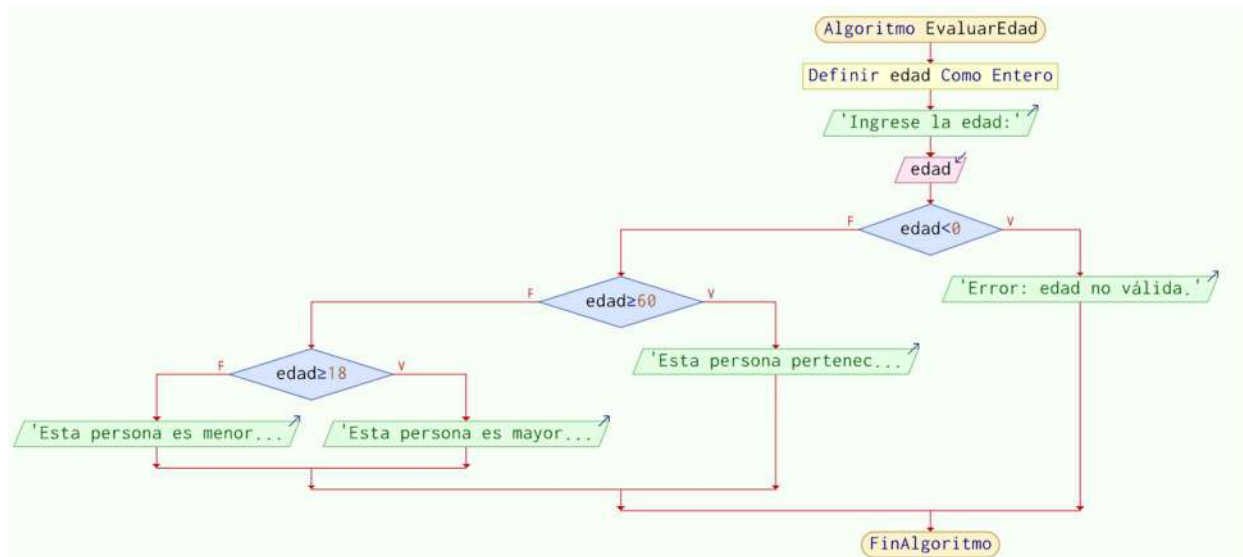 Algoritmo EvaluarEdad
Definir edad Como Entero
'Ingrese la edad:'
edad
edad<0
F
V
'Error: edad no válida.'
edad≥60
F
V
'Esta persona pertenec...
edad≥18
F
V
'Esta persona es menor...
'Esta persona es mayor...
FinAlgoritmo